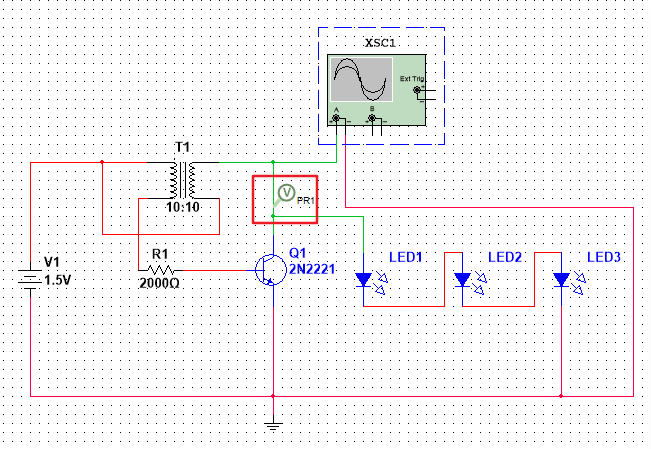 XSC1
Ext Trig
+
-
A
B
+ - + -
T1
10:10
V
PR1
R1
2000Ω
Q1
2N2221
LED1
LED2
LED3
V1
1.5V